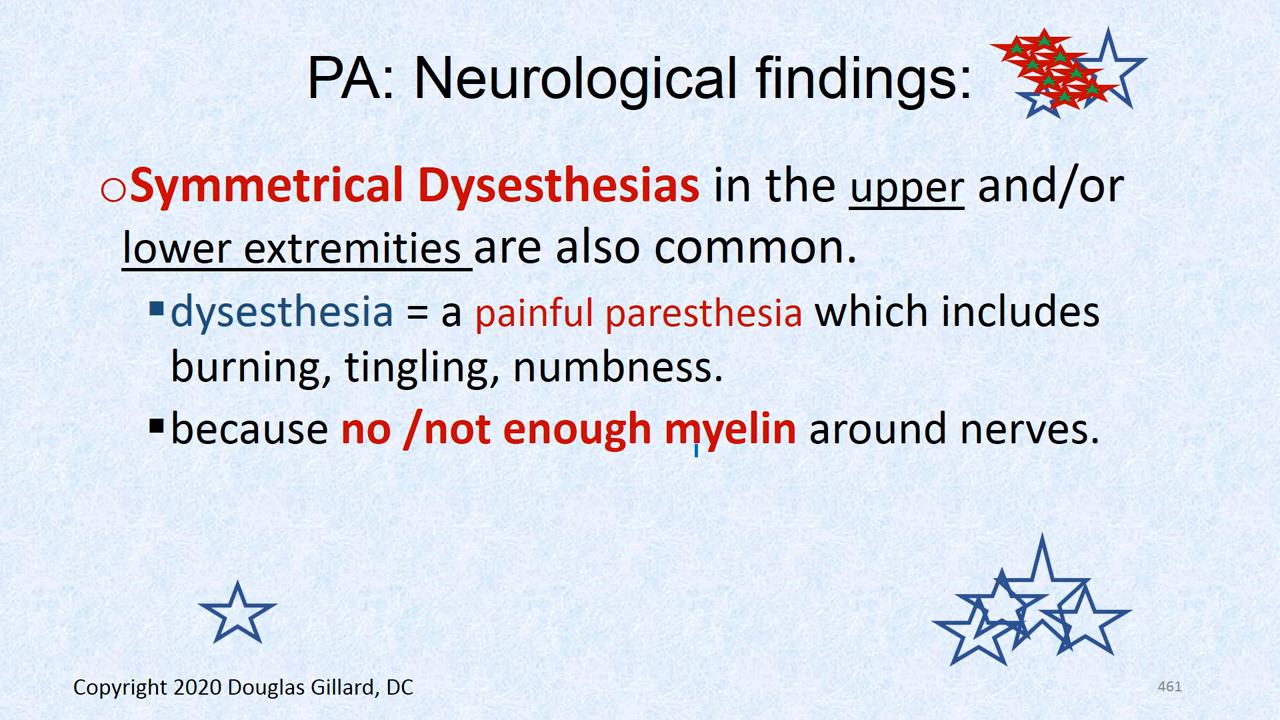 PA: Neurological findings:
○Symmetrical Dysesthesias in the upper and/or
lower extremities are also common.
▪dysesthesia = a painful paresthesia which includes
burning, tingling, numbness.
▪because no /not enough myelin around nerves.
Copyright 2020 Douglas Gillard, DC
461